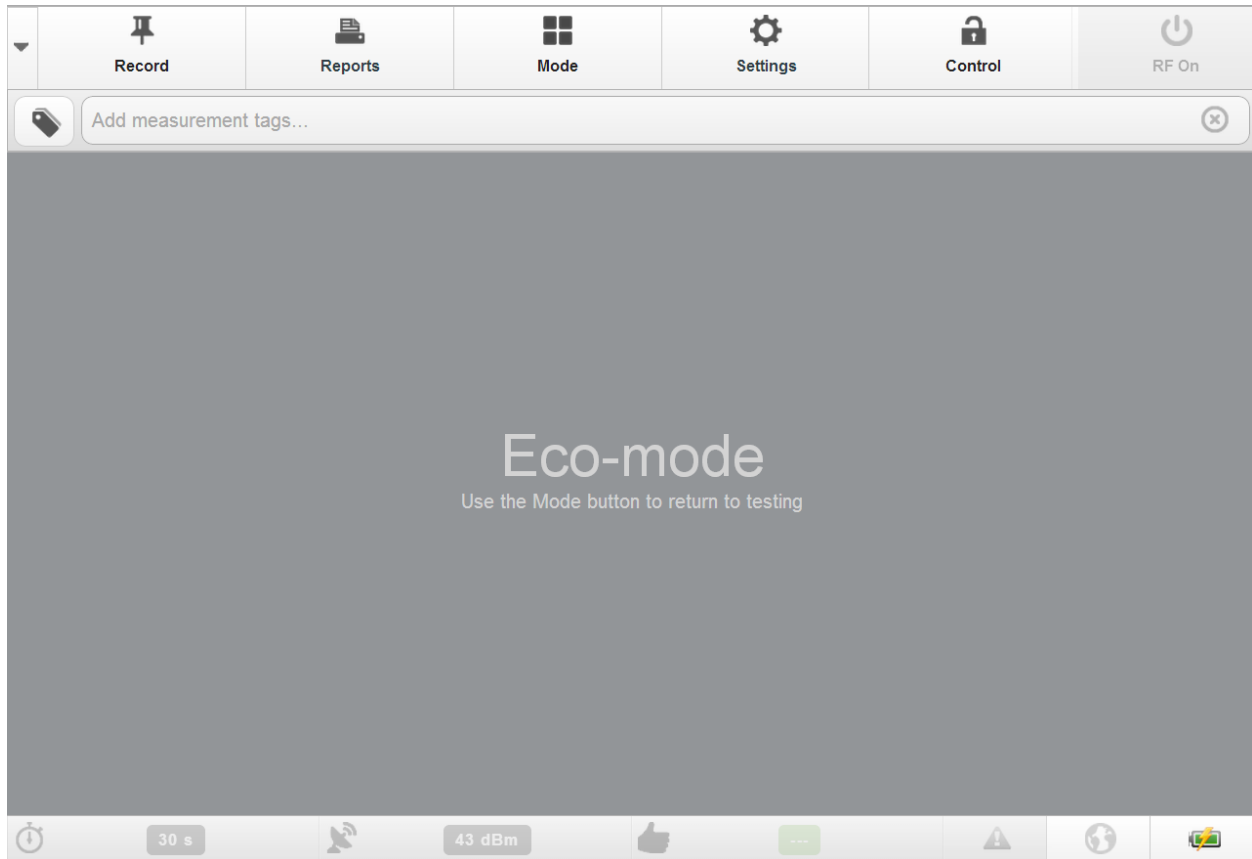 Record
Reports
Mode
Settings
Control
RF On
Add measurement tags...
Eco-mode
Use the Mode button to return to testing
30 s
43 dBm
---